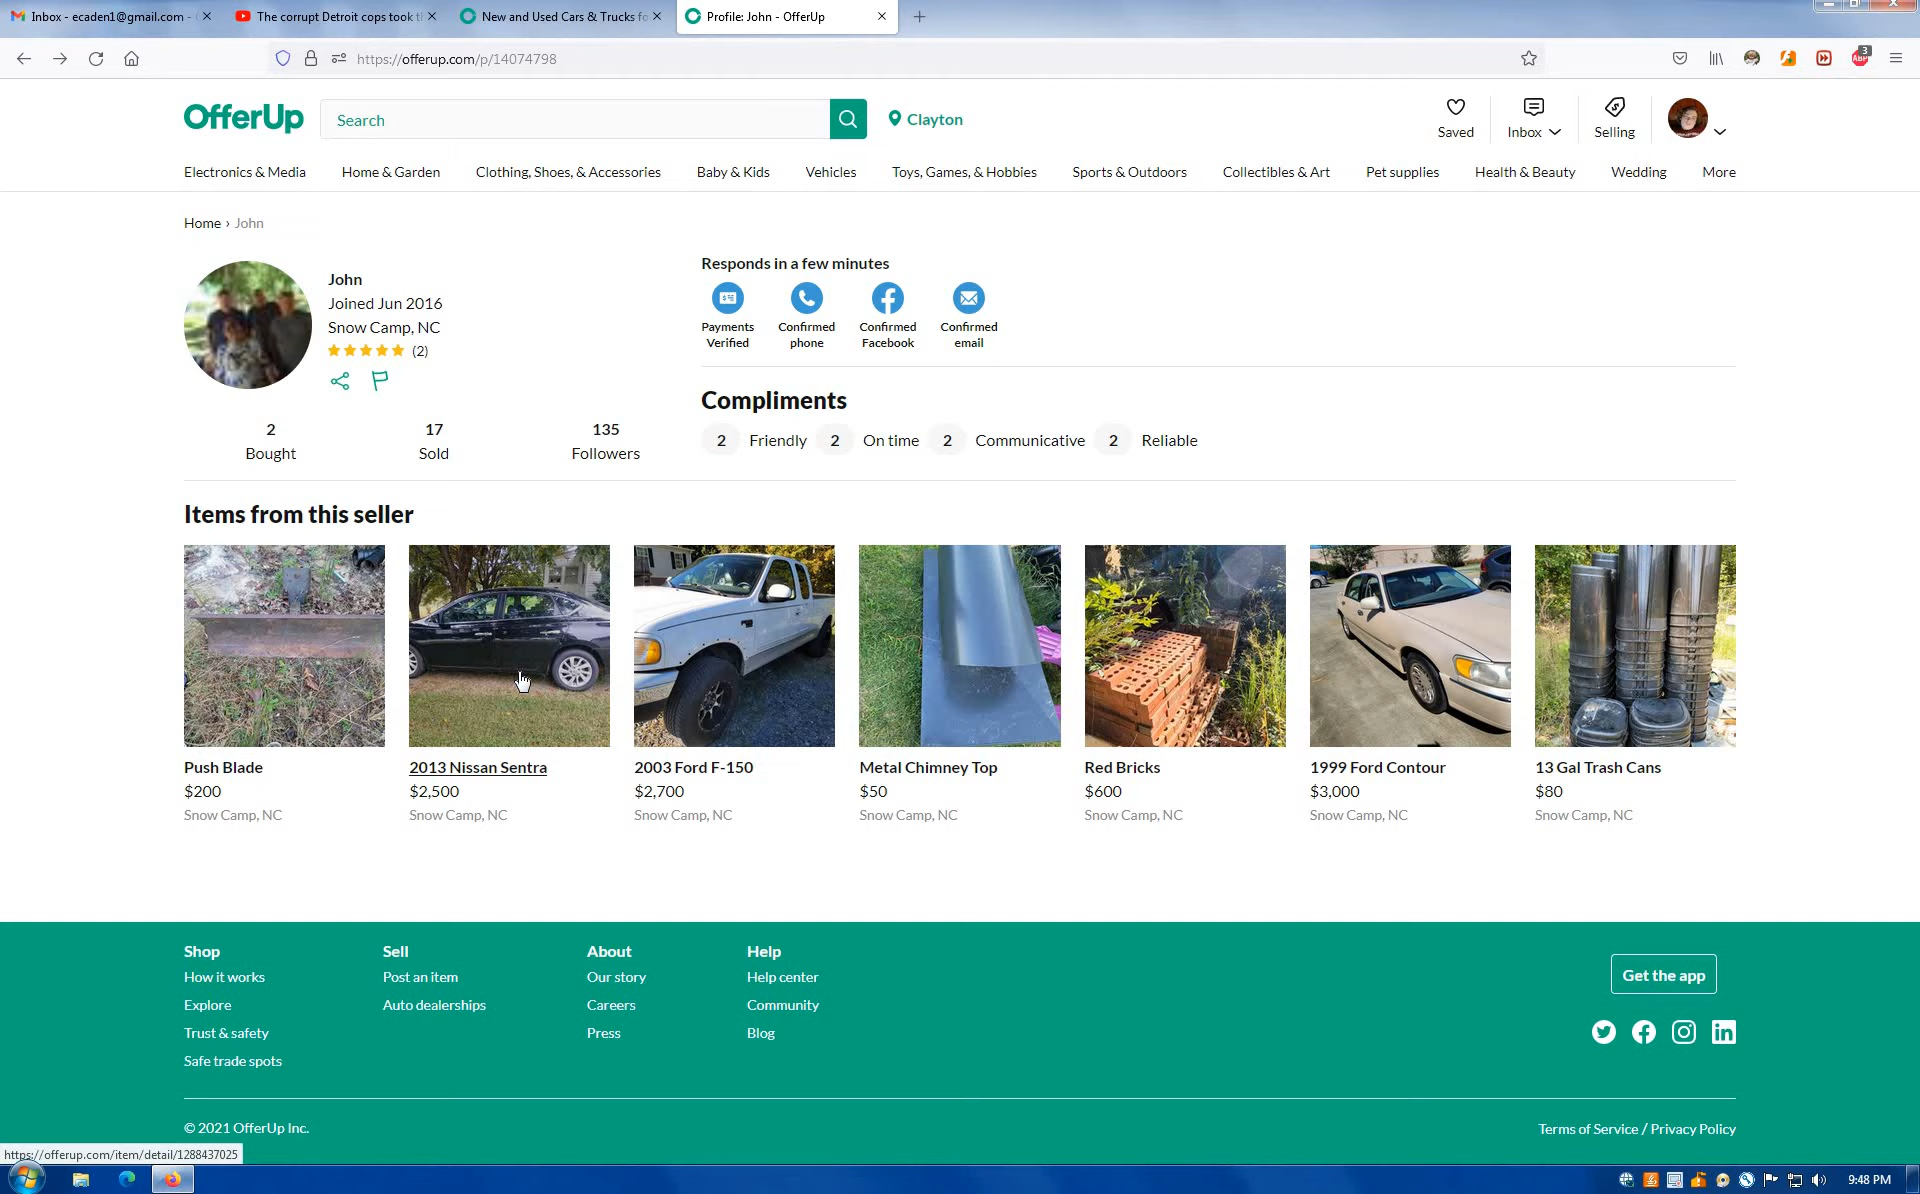 Inbox - ecaden1@gmail.com -
The corrupt Detroit cops took t
New and Used Cars & Trucks fo
Profile: John - OfferUp
https://offerup.com/p/14074798
3
ABP
OfferUp
Search
Clayton
Saved
Inbox
Selling
Electronics & Media
Home & Garden
Clothing, Shoes, & Accessories
Baby & Kids
Vehicles
Toys, Games, & Hobbies
Sports & Outdoors
Collectibles & Art
Pet supplies
Health & Beauty
Wedding
More
Home › John
John
Joined Jun 2016
Snow Camp, NC
(2)
2
Bought
17
Sold
135
Followers
Responds in a few minutes
Payments
Verified
Confirmed
phone
Confirmed
Facebook
Confirmed
email
Compliments
2 Friendly 2 On time 2 Communicative 2 Reliable
Items from this seller
Push Blade
$200
Snow Camp, NC
2013 Nissan Sentra
$2,500
Snow Camp, NC
2003 Ford F-150
$2,700
Snow Camp, NC
Metal Chimney Top
$50
Snow Camp, NC
Red Bricks
$600
Snow Camp, NC
1999 Ford Contour
$3,000
Snow Camp, NC
13 Gal Trash Cans
$80
Snow Camp, NC
Shop
How it works
Explore
Trust & safety
Safe trade spots
Sell
Post an item
Auto dealerships
About
Our story
Careers
Press
Help
Help center
Community
Blog
Get the app
© 2021 OfferUp Inc.
Terms of Service / Privacy Policy
https://offerup.com/item/detail/1288437025
9:48 PM